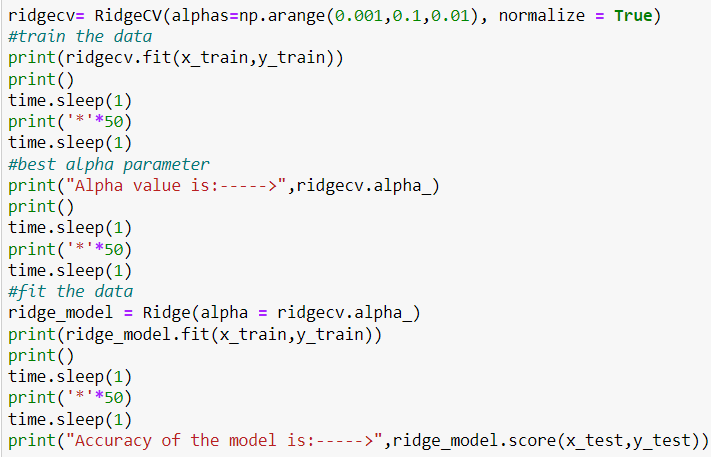 ridgecv= RidgeCV(alphas=np.arange(0.001,0.1,0.01), normalize = True)
#train the data
print(ridgecv.fit(x_train,y_train))
print()
time.sleep(1)
print('*'*50)
time.sleep(1)
#best alpha parameter
print("Alpha value is:----->",ridgecv.alpha_)
print()
time.sleep(1)
print('*'*50)
time.sleep(1)
#fit the data
ridge_model = Ridge(alpha = ridgecv.alpha_)
print(ridge_model.fit(x_train,y_train))
print()
time.sleep(1)
print('*'*50)
time.sleep(1)
print("Accuracy of the model is:----->",ridge_model.score(x_test,y_test))